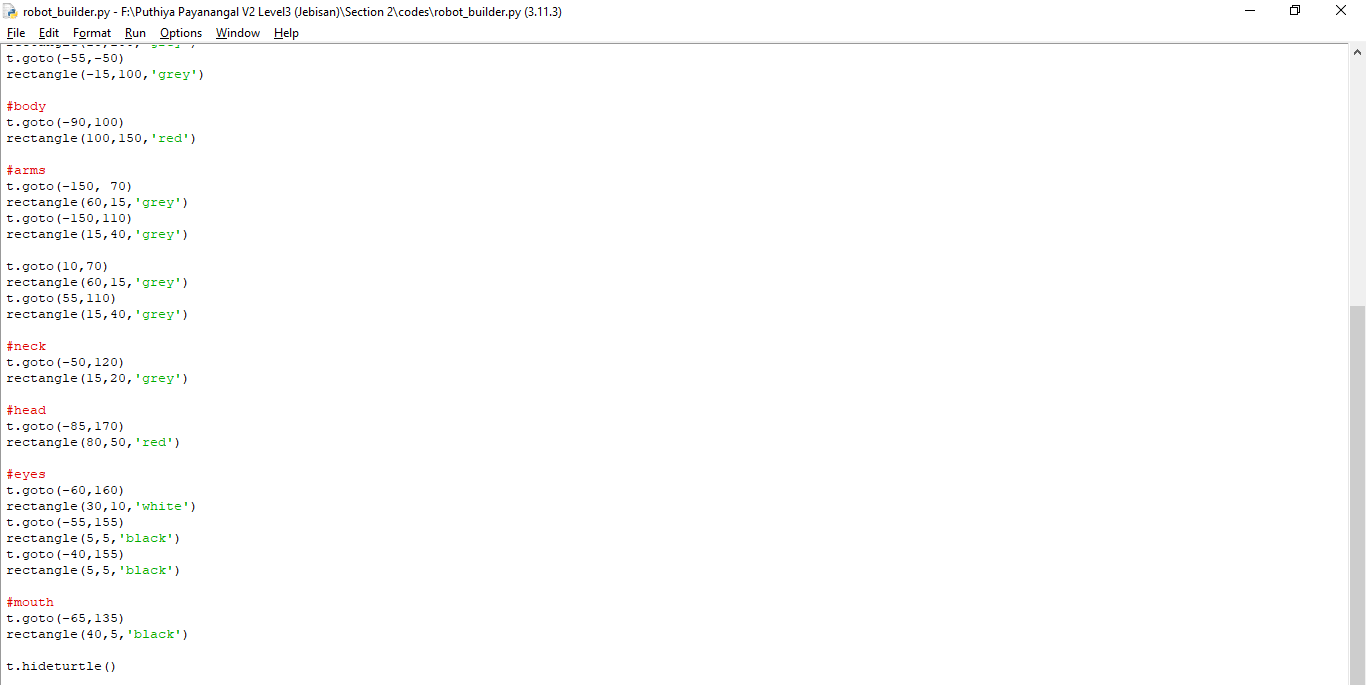 robot_builder.py - F:\Puthiya Payanangal V2 Level3 (Jebisan)\Section 2\codes\robot_builder.py (3.11.3)
File Edit Format Run Options Window Help
t.goto(-55,-50)
rectangle(-15,100,'grey')
#body
t.goto(-90,100)
rectangle(100,150,'red')
#arms
t.goto(-150, 70)
rectangle(60,15,'grey')
t.goto(-150,110)
rectangle(15,40,'grey')
t.goto(10,70)
rectangle(60,15,'grey')
t.goto(55,110)
rectangle(15,40,'grey')
#neck
t.goto(-50,120)
rectangle(15,20,'grey')
#head
t.goto(-85,170)
rectangle(80,50,'red')
#eyes
t.goto(-60,160)
rectangle(30,10,'white')
t.goto(-55,155)
rectangle(5,5,'black')
t.goto(-40,155)
rectangle(5,5,'black')
#mouth
t.goto(-65,135)
rectangle(40,5,'black')
t.hideturtle()